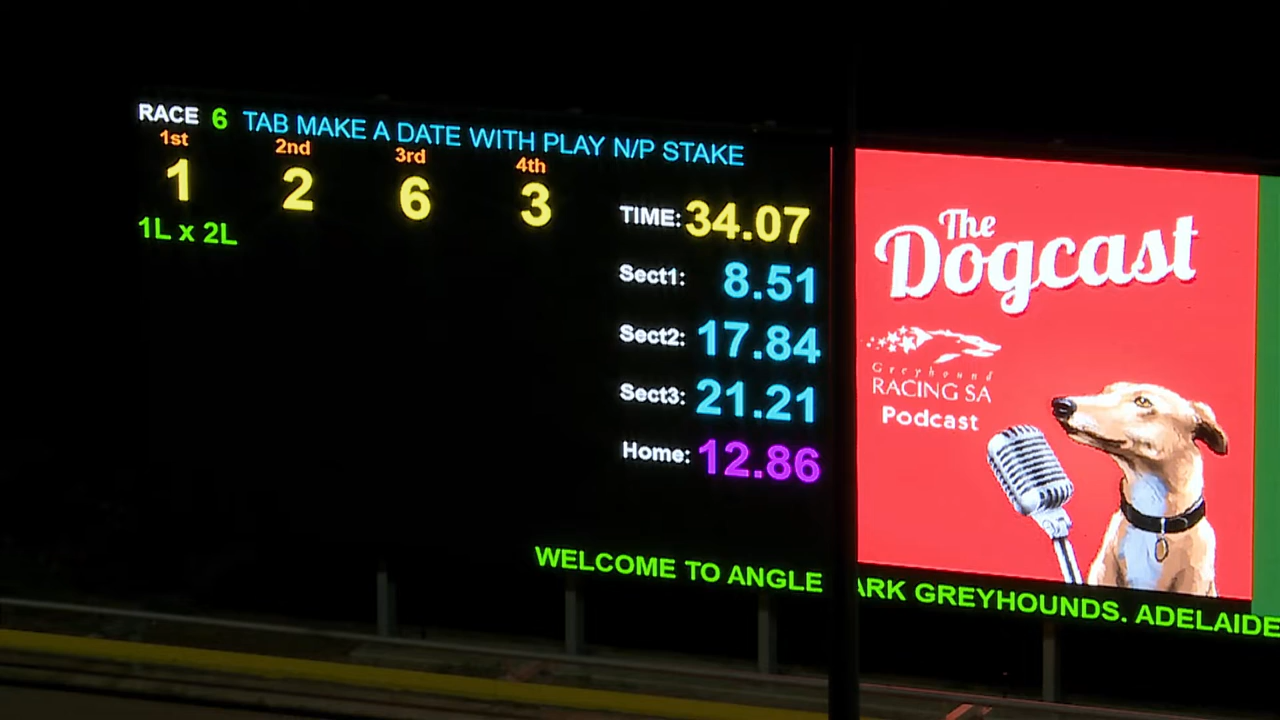 RACE 6 TAB MAKE A DATE WITH PLAY N/P STAKE
1st 2nd 3rd 4th
1 2 6 3
1L x 2L
TIME: 34.07
Sect1: 8.51
Sect2: 17.84
Sect3: 21.21
Home: 12.86
The
Dogcast
Greyhound
RACING SA
Podcast
WELCOME TO ANGLE ARK GREYHOUNDS. ADELAIDE